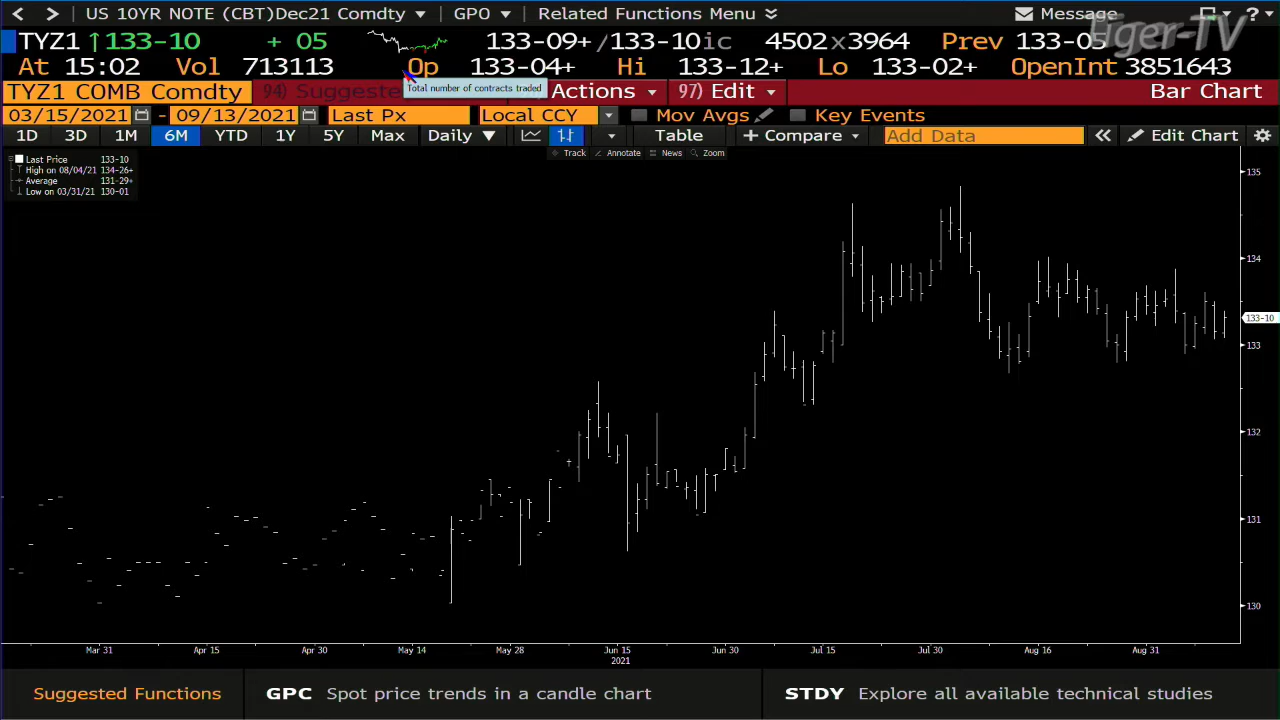 US 10YR NOTE (CBT)Dec21 Comdty GPO Related Functions Menu Message ?
Tiger-TV
TYZ1 ↑133-10 + 05 133-09+/133-10ic 4502x3964 Prev 133-05
At 15:02 Vol 713113 Op 133-04+ Hi 133-12+ Lo 133-02+ OpenInt 3851643
Total number of contracts traded
TYZ1 COMB Comdty 94) Suggested Actions 97) Edit Bar Chart
03/15/2021 - 09/13/2021 Last Px Local CCY Mov Avgs Key Events
1D 3D 1M 6M YTD 1Y 5Y Max Daily ▼ Table + Compare Add Data « Edit Chart
Track Annotate News Zoom
Last Price 133-10
High on 08/04/21 134-26+
Average 131-29+
Low on 03/31/21 130-01
135
134
133-10
133
132
131
130
Mar 31 Apr 15 Apr 30 May 14 May 28 Jun 15 Jun 30 Jul 15 Jul 30 Aug 16 Aug 31
2021
Suggested Functions GPC Spot price trends in a candle chart STDY Explore all available technical studies